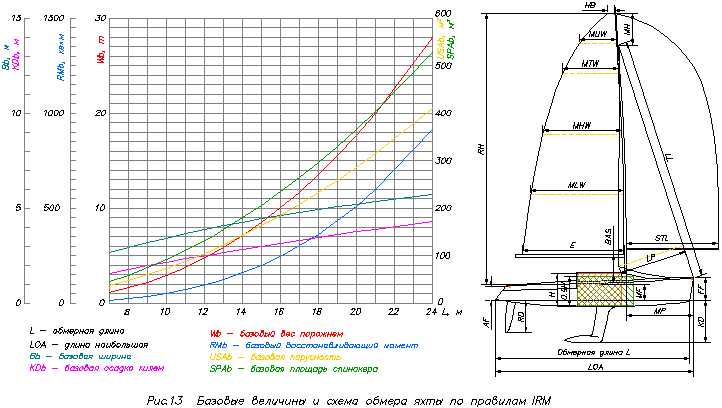 Bb, м
KDb, м
RMb, кв*м
Wb, т
USAb, м²
SPAb, м²
15
1500
30
600
500
10
1000
20
400
300
5
500
10
200
100
0
0
0
0
8
10
12
14
16
18
20
22
24
L, м
HB
MH
MUW
MTW
MHW
MLW
RH
TL
BAS
E
STL
LP
H
0.5H
MF
FF
AF
RD
MP
KD
Обмерная длина L
LOA
L – обмерная длина
LOA – длина наибольшая
Bb – базовая ширина
KDb – базовая осадка килем
Wb – базовый вес порожнем
RMb – базовый восстанавливающий момент
USAb – базовая парусность
SPAb – базовая площадь спинакера
Рис.13 Базовые величины и схема обмера яхты по правилам IRM